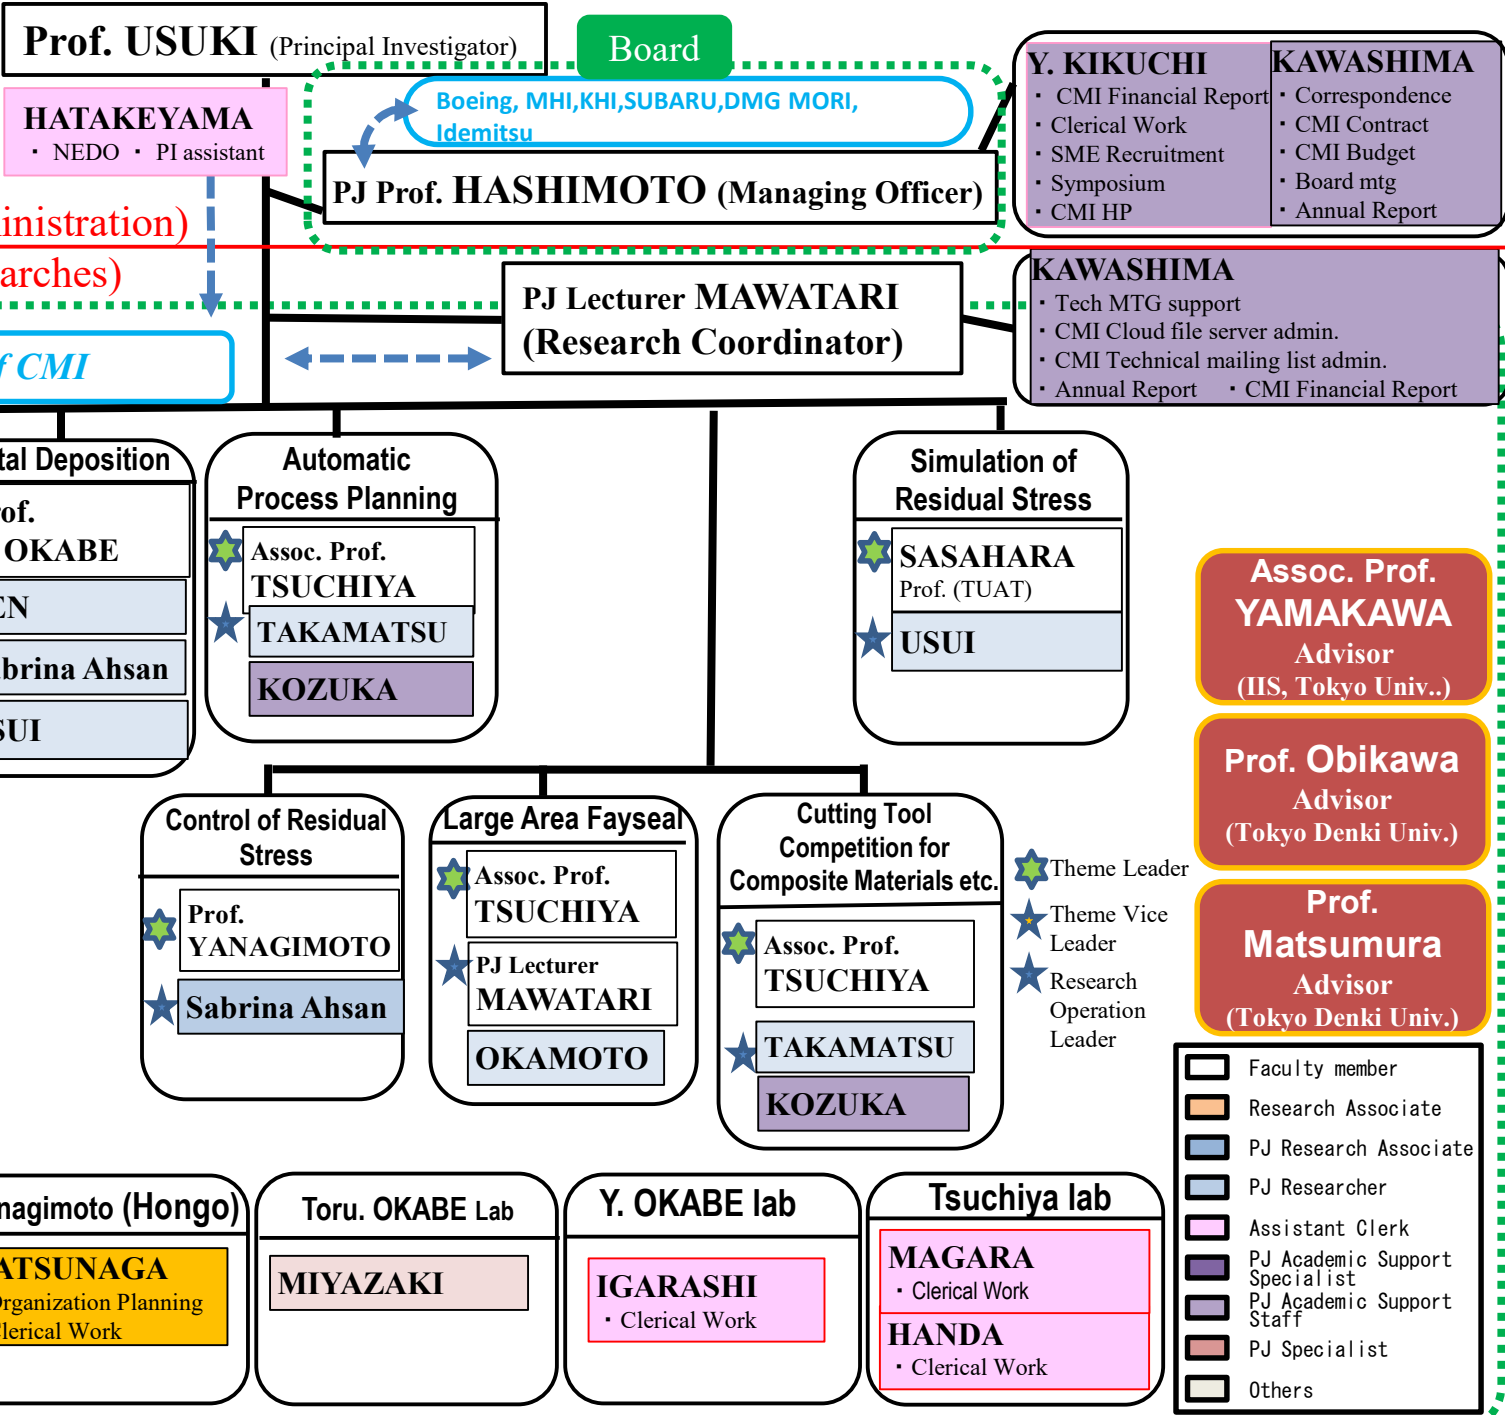 Prof. USUKI (Principal Investigator)
Board
HATAKEYAMA
・ NEDO ・ PI assistant
Boeing, MHI,KHI,SUBARU,DMG MORI,
Idemitsu
PJ Prof. HASHIMOTO (Managing Officer)
Y. KIKUCHI
・ CMI Financial Report
・ Clerical Work
・ SME Recruitment
・ Symposium
・ CMI HP
KAWASHIMA
・ Correspondence
・ CMI Contract
・ CMI Budget
・ Board mtg
・ Annual Report
inistration)
arches)
f CMI
PJ Lecturer MAWATARI
(Research Coordinator)
KAWASHIMA
・ Tech MTG support
・ CMI Cloud file server admin.
・ CMI Technical mailing list admin.
・ Annual Report ・ CMI Financial Report
tal Deposition
of.
OKABE
EN
brina Ahsan
SUI
Automatic
Process Planning
Assoc. Prof.
TSUCHIYA
TAKAMATSU
KOZUKA
Simulation of
Residual Stress
SASAHARA
Prof. (TUAT)
USUI
Assoc. Prof.
YAMAKAWA
Advisor
(IIS, Tokyo Univ..)
Prof. Obikawa
Advisor
(Tokyo Denki Univ.)
Prof.
Matsumura
Advisor
(Tokyo Denki Univ.)
Control of Residual
Stress
Prof.
YANAGIMOTO
Sabrina Ahsan
Large Area Fayseal
Assoc. Prof.
TSUCHIYA
PJ Lecturer
MAWATARI
OKAMOTO
Cutting Tool
Competition for
Composite Materials etc.
Assoc. Prof.
TSUCHIYA
TAKAMATSU
KOZUKA
Theme Leader
Theme Vice
Leader
Research
Operation
Leader
Faculty member
Research Associate
PJ Research Associate
PJ Researcher
Assistant Clerk
PJ Academic Support
Specialist
PJ Academic Support
Staff
PJ Specialist
Others
nagimoto (Hongo)
ATSUNAGA
Organization Planning
Clerical Work
Toru. OKABE Lab
MIYAZAKI
Y. OKABE lab
IGARASHI
・ Clerical Work
Tsuchiya lab
MAGARA
・ Clerical Work
HANDA
・ Clerical Work